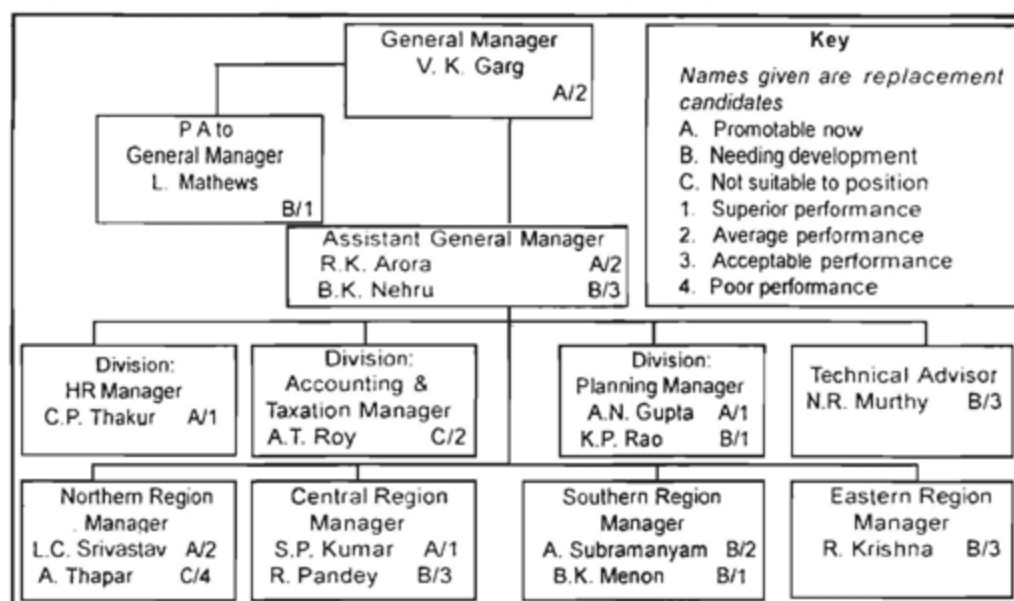 General Manager
V. K. Garg
A/2
Key
Names given are replacement
candidates
A. Promotable now
B. Needing development
C. Not suitable to position
1. Superior performance
2. Average performance
3. Acceptable performance
4. Poor performance
P A to
General Manager
L. Mathews
B/1
Assistant General Manager
R.K. Arora A/2
B.K. Nehru B/3
Division:
HR Manager
C.P. Thakur A/1
Division:
Accounting &
Taxation Manager
A.T. Roy C/2
Division:
Planning Manager
A.N. Gupta A/1
K.P. Rao B/1
Technical Advisor
N.R. Murthy B/3
Northern Region
Manager
L.C. Srivastav A/2
A. Thapar C/4
Central Region
Manager
S.P. Kumar A/1
R. Pandey B/3
Southern Region
Manager
A. Subramanyam B/2
B.K. Menon B/1
Eastern Region
Manager
R. Krishna B/3